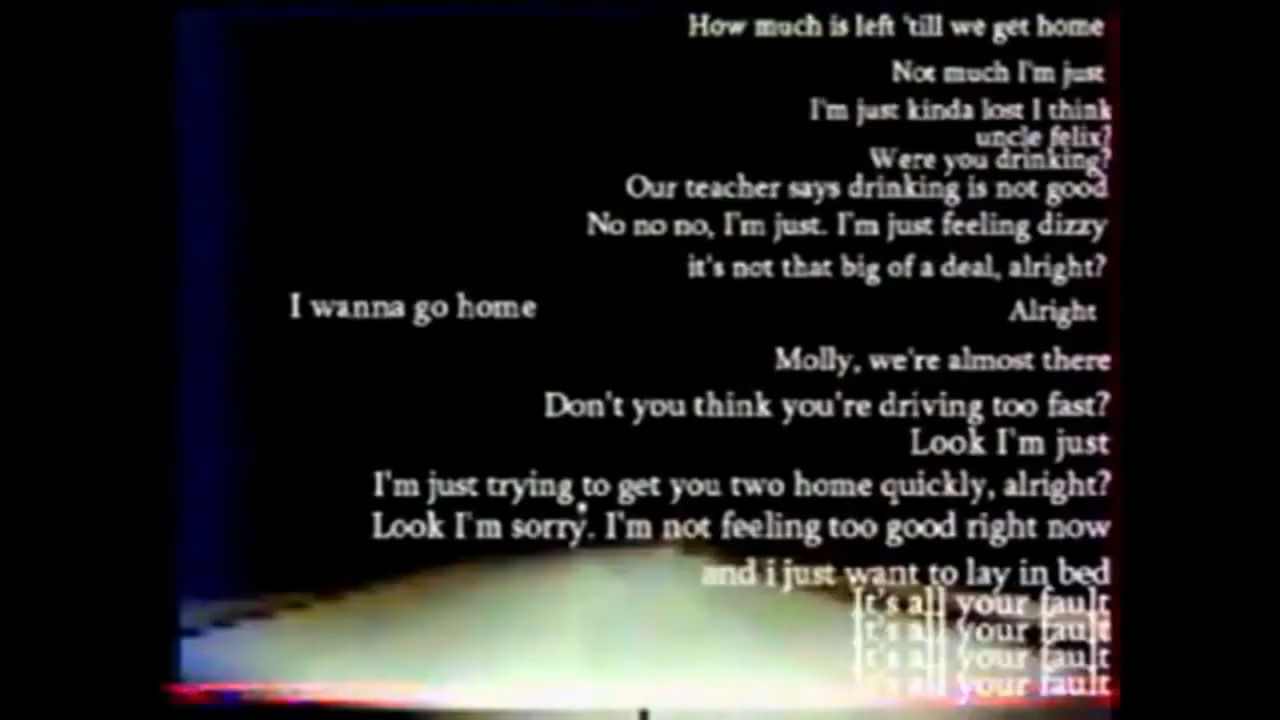 How much is left 'till we get home
Not much I'm just
I'm just kinda lost I think
uncle felix?
Were you drinking?
Our teacher says drinking is not good
No no no, I'm just. I'm just feeling dizzy
it's not that big of a deal, alright?
I wanna go home
Alright
Molly, we're almost there
Don't you think you're driving too fast?
Look I'm just
I'm just trying to get you two home quickly, alright?
Look I'm sorry. I'm not feeling too good right now
and i just want to lay in bed
It's all your fault
It's all your fault
It's all your fault
It's all your fault